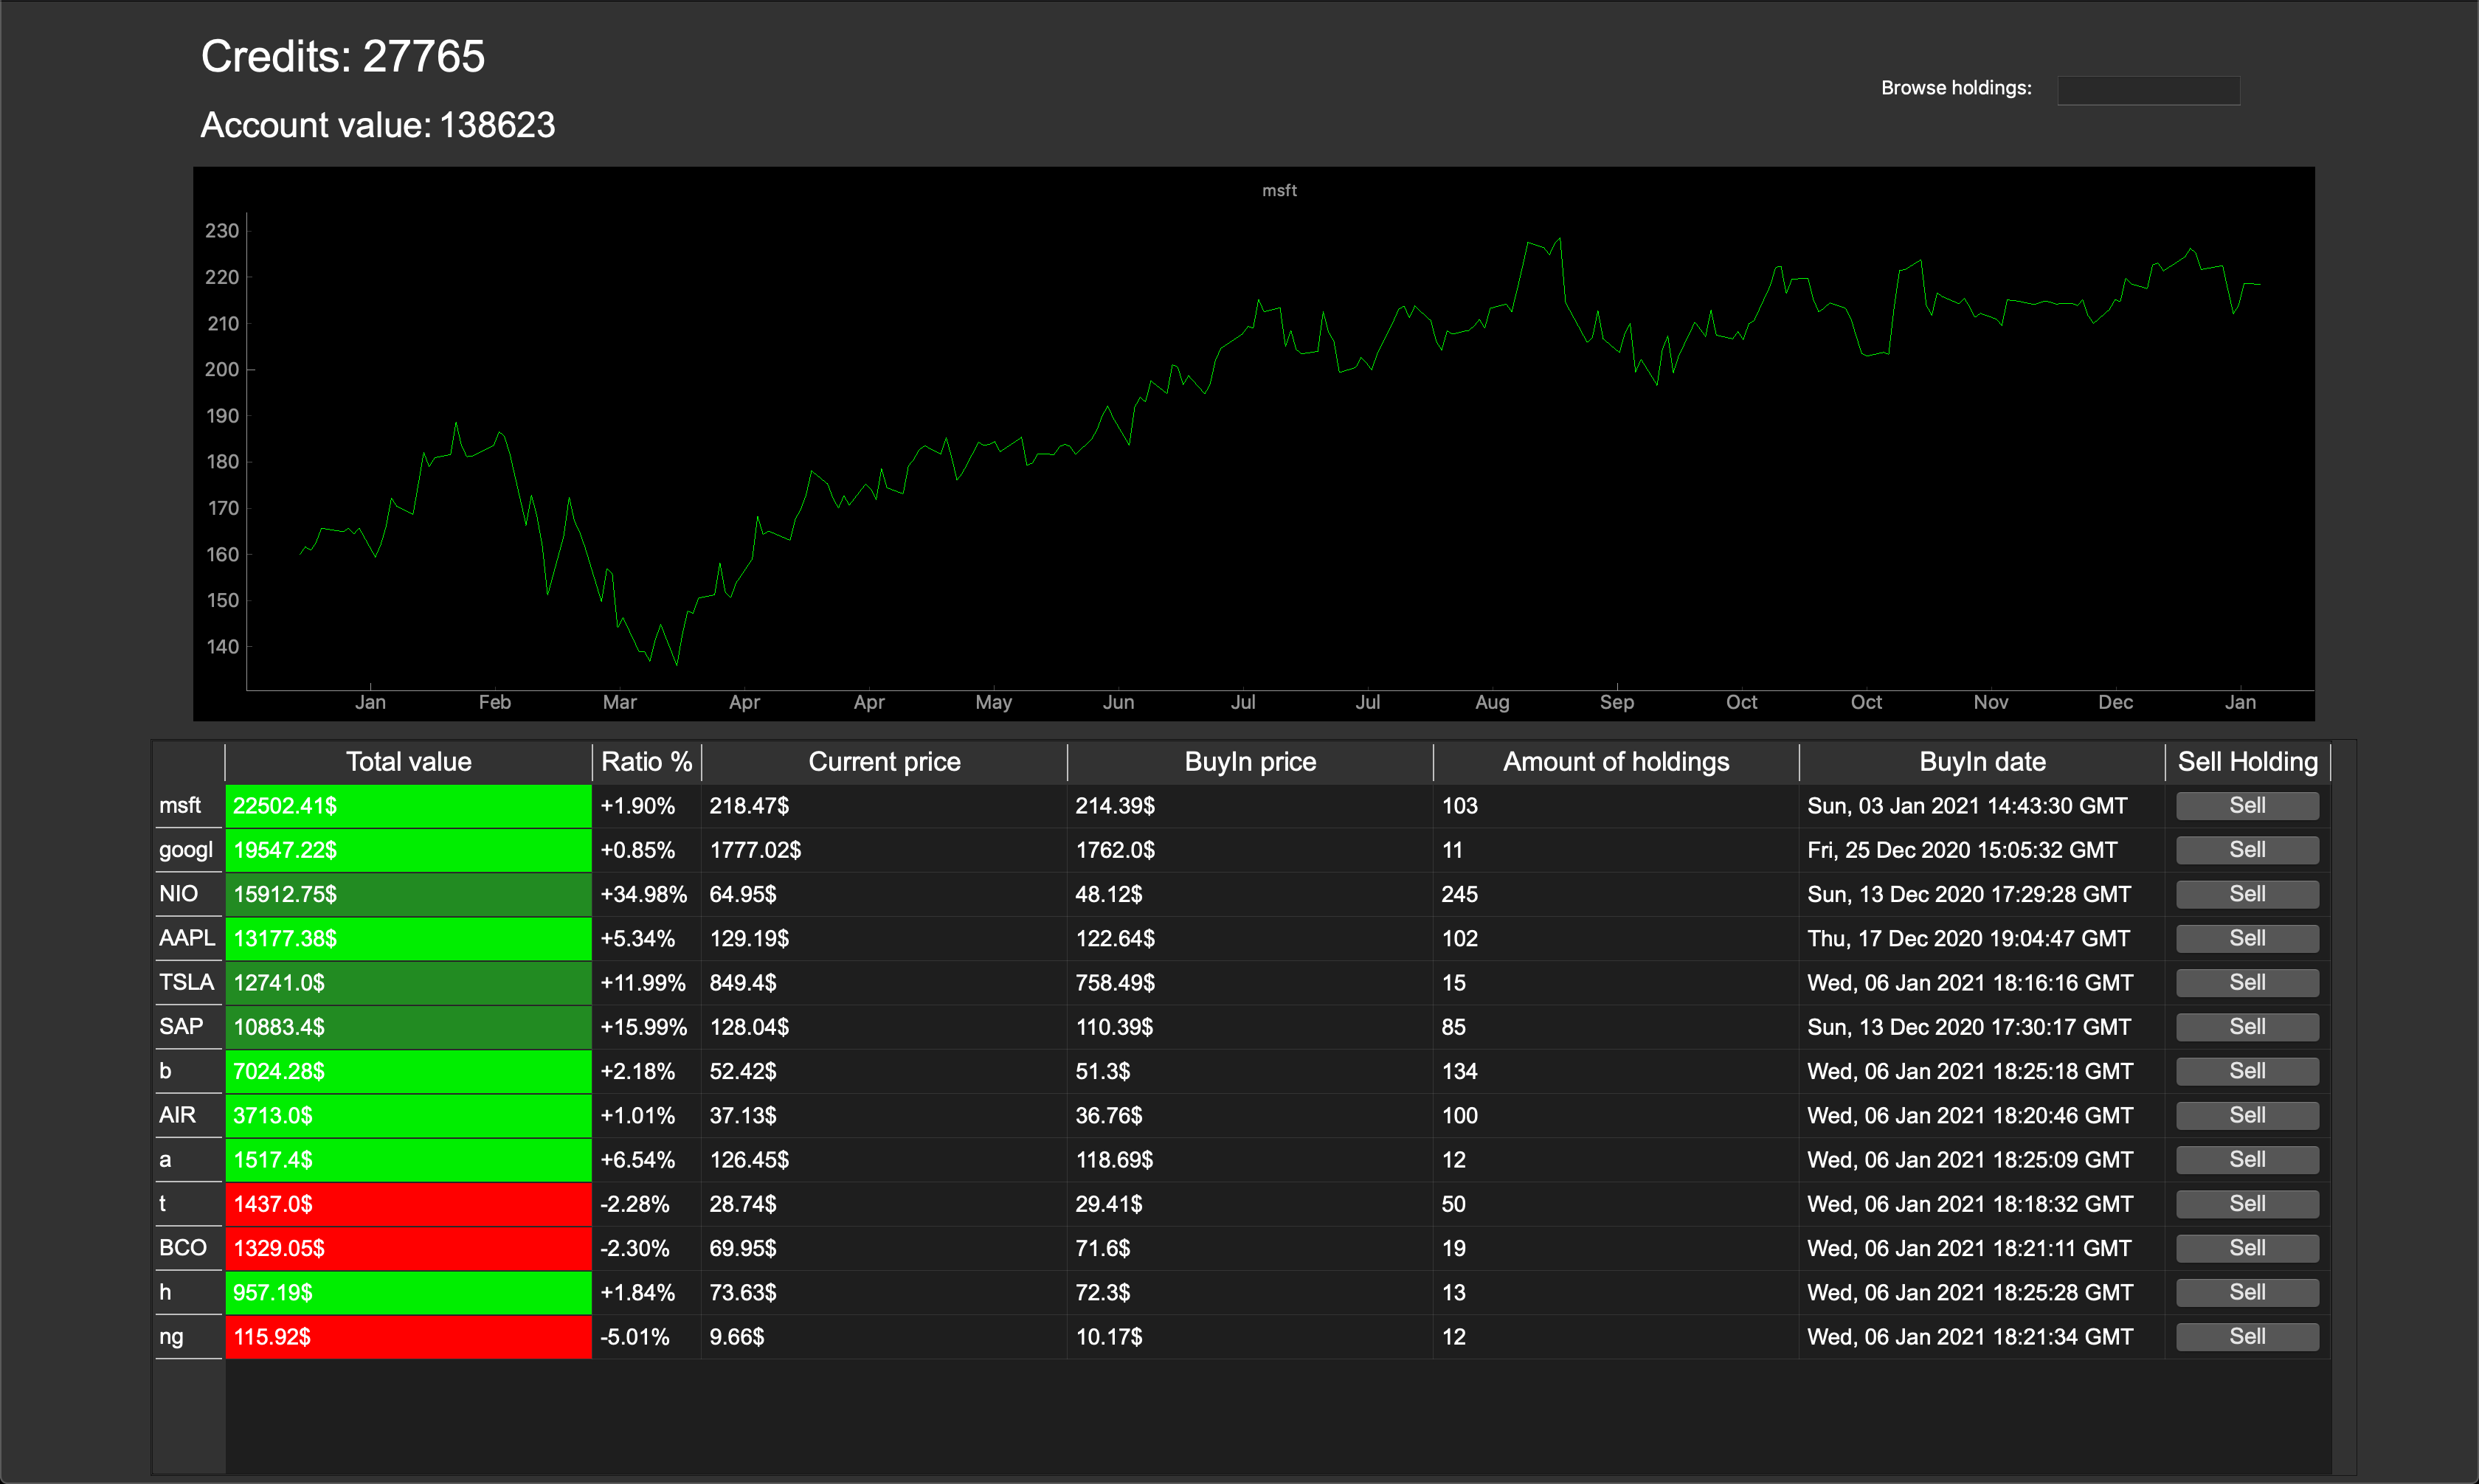 Credits: 27765
Browse holdings:
Account value: 138623
msft
230
220
210
200
190
180
170
160
150
140
Jan Feb Mar Apr Apr May Jun Jul Jul Aug Sep Oct Oct Nov Dec Jan
Total value Ratio % Current price BuyIn price Amount of holdings BuyIn date Sell Holding
msft 22502.41$ +1.90% 218.47$ 214.39$ 103 Sun, 03 Jan 2021 14:43:30 GMT Sell
googl 19547.22$ +0.85% 1777.02$ 1762.0$ 11 Fri, 25 Dec 2020 15:05:32 GMT Sell
NIO 15912.75$ +34.98% 64.95$ 48.12$ 245 Sun, 13 Dec 2020 17:29:28 GMT Sell
AAPL 13177.38$ +5.34% 129.19$ 122.64$ 102 Thu, 17 Dec 2020 19:04:47 GMT Sell
TSLA 12741.0$ +11.99% 849.4$ 758.49$ 15 Wed, 06 Jan 2021 18:16:16 GMT Sell
SAP 10883.4$ +15.99% 128.04$ 110.39$ 85 Sun, 13 Dec 2020 17:30:17 GMT Sell
b 7024.28$ +2.18% 52.42$ 51.3$ 134 Wed, 06 Jan 2021 18:25:18 GMT Sell
AIR 3713.0$ +1.01% 37.13$ 36.76$ 100 Wed, 06 Jan 2021 18:20:46 GMT Sell
a 1517.4$ +6.54% 126.45$ 118.69$ 12 Wed, 06 Jan 2021 18:25:09 GMT Sell
t 1437.0$ -2.28% 28.74$ 29.41$ 50 Wed, 06 Jan 2021 18:18:32 GMT Sell
BCO 1329.05$ -2.30% 69.95$ 71.6$ 19 Wed, 06 Jan 2021 18:21:11 GMT Sell
h 957.19$ +1.84% 73.63$ 72.3$ 13 Wed, 06 Jan 2021 18:25:28 GMT Sell
ng 115.92$ -5.01% 9.66$ 10.17$ 12 Wed, 06 Jan 2021 18:21:34 GMT Sell